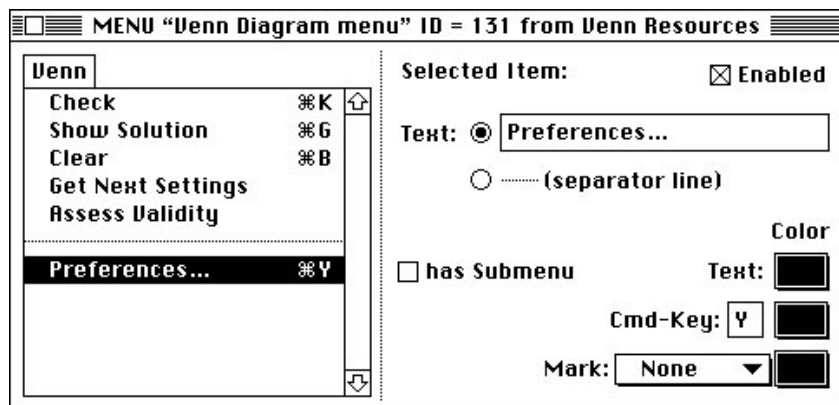 MENU “Venn Diagram menu” ID = 131 from Venn Resources
Venn
Check ⌘K
Show Solution ⌘G
Clear ⌘B
Get Next Settings
Assess Validity
Preferences... ⌘Y
Selected Item:
Enabled
Text: Preferences...
(separator line)
Color
has Submenu
Text:
Cmd-Key: Y
Mark: None